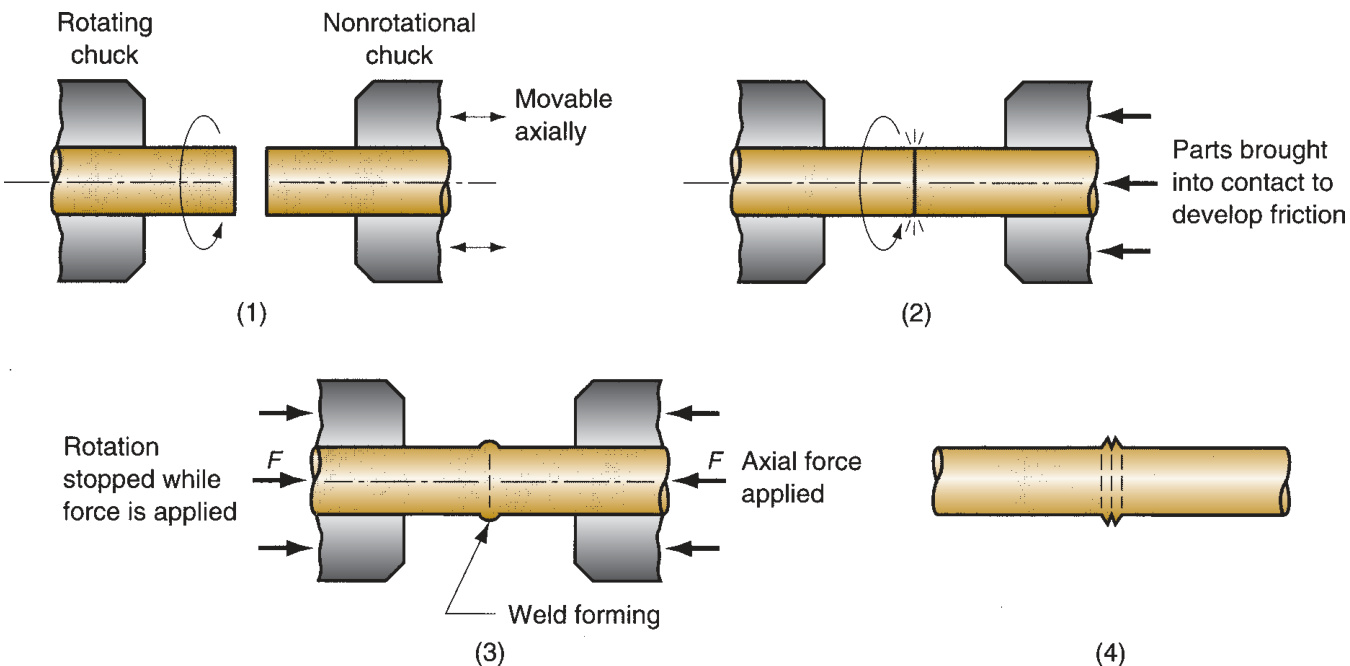 Rotating
chuck
Nonrotational
chuck
Movable
axially
(1)
Parts brought
into contact to
develop friction
(2)
Rotation
stopped while
force is applied
F
F
Axial force
applied
Weld forming
(3)
(4)